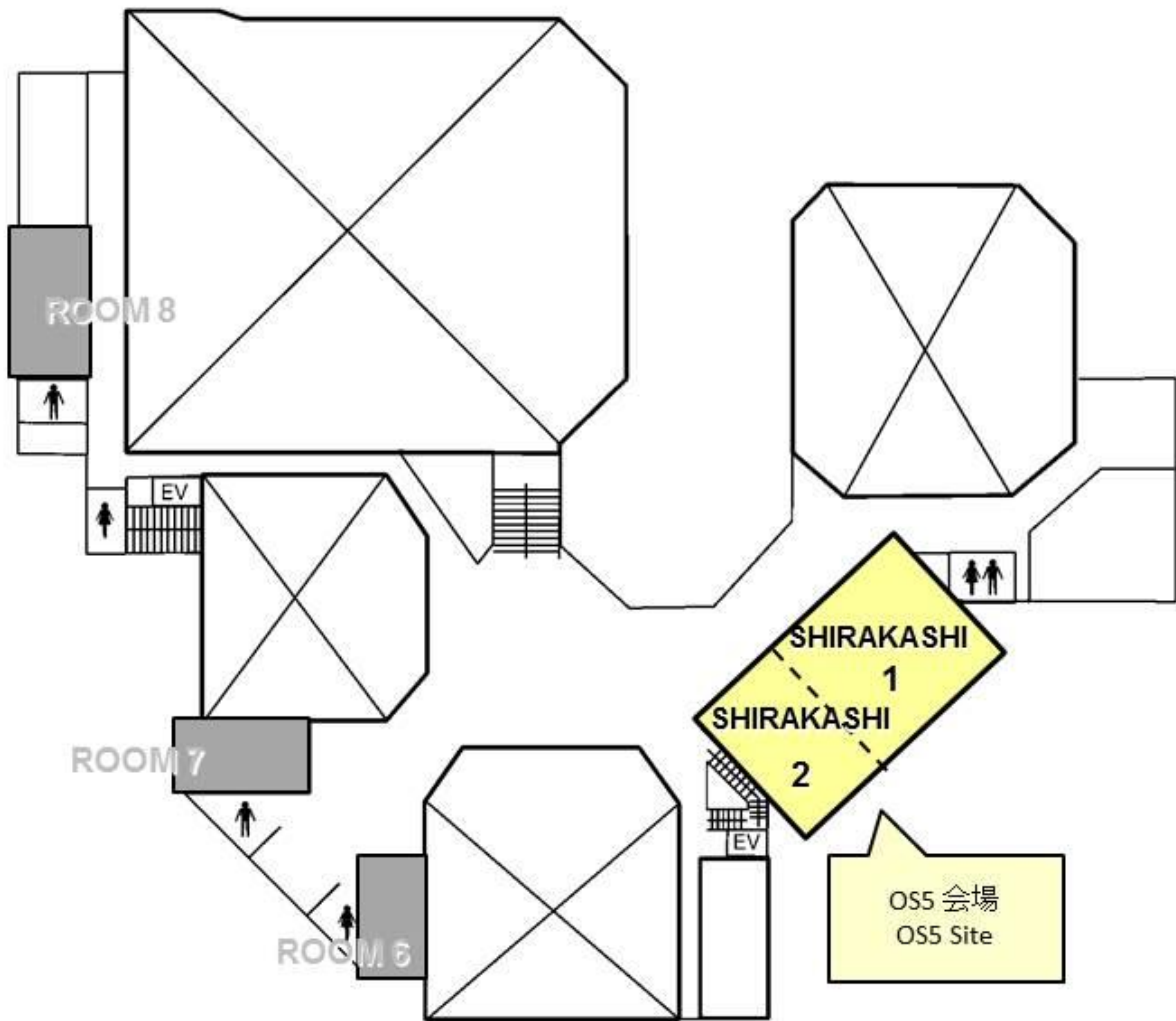 ROOM 8
EV
SHIRAKASHI
1
SHIRAKASHI
2
ROOM 7
EV
OS5 会場
OS5 Site
ROOM 6